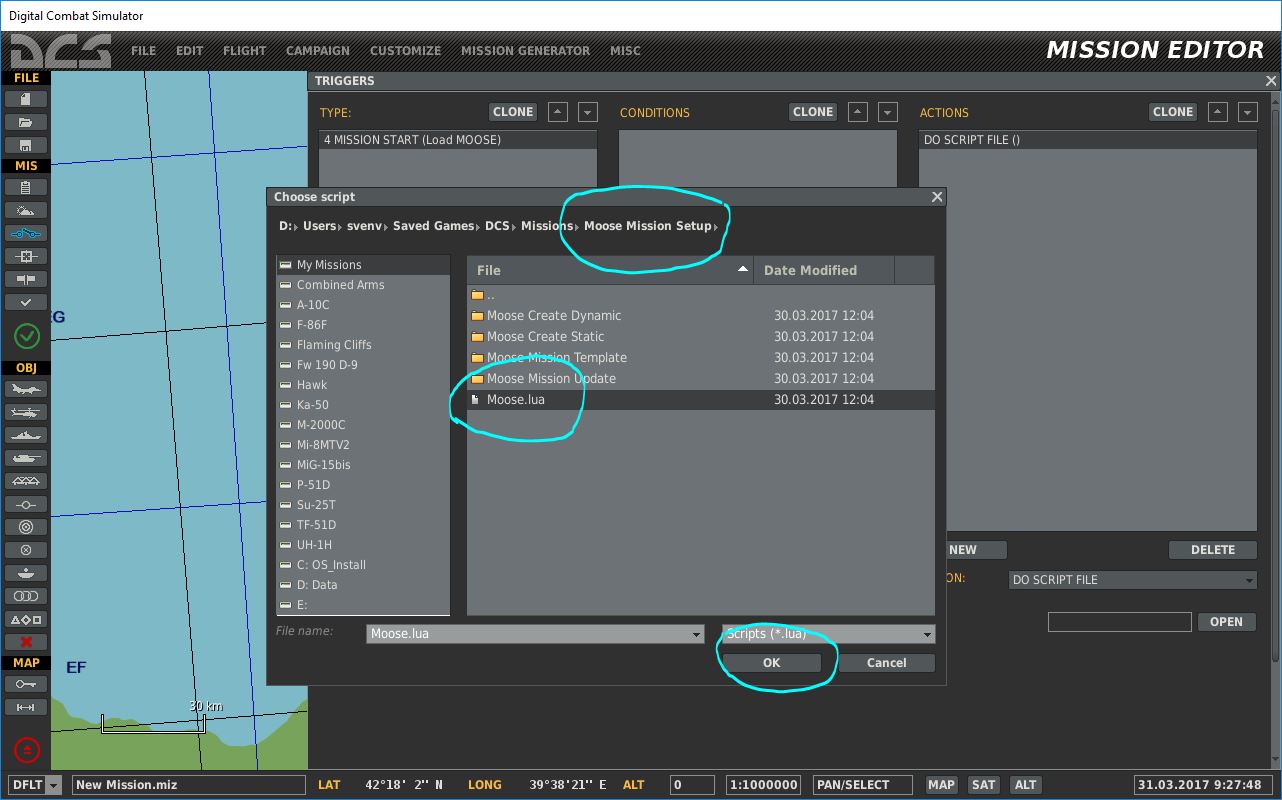 Digital Combat Simulator
DCS FILE EDIT FLIGHT CAMPAIGN CUSTOMIZE MISSION GENERATOR MISC MISSION EDITOR
FILE
TRIGGERS
TYPE: CLONE CONDITIONS CLONE ACTIONS CLONE
4 MISSION START (Load MOOSE) DO SCRIPT FILE ()
MIS
Choose script
D: Users svenv Saved Games DCS Missions Moose Mission Setup
My Missions
Combined Arms
A-10C
F-86F
Flaming Cliffs
Fw 190 D-9
Hawk
Ka-50
M-2000C
Mi-8MTV2
MiG-15bis
P-51D
Su-25T
TF-51D
UH-1H
C: OS_Install
D: Data
E:
File Date Modified
..
Moose Create Dynamic 30.03.2017 12:04
Moose Create Static 30.03.2017 12:04
Moose Mission Template 30.03.2017 12:04
Moose Mission Update 30.03.2017 12:04
Moose.lua 30.03.2017 12:04
File name: Moose.lua Scripts (*.lua)
OK Cancel
NEW DELETE
ON: DO SCRIPT FILE
OPEN
EG
OBJ
MAP
EF
30 km
DFLT New Mission.miz LAT 42°18' 2'' N LONG 39°38'21'' E ALT 0 1:1000000 PAN/SELECT MAP SAT ALT 31.03.2017 9:27:48